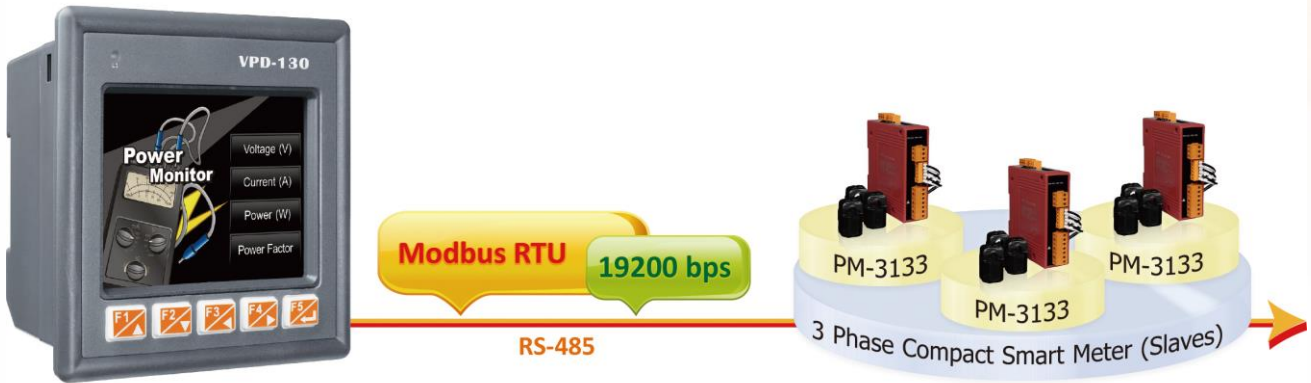 VPD-130
Power
Monitor
Voltage (V)
Current (A)
Power (W)
Power Factor
F1
F2
F3
F4
F5
Modbus RTU
19200 bps
RS-485
PM-3133
PM-3133
PM-3133
3 Phase Compact Smart Meter (Slaves)